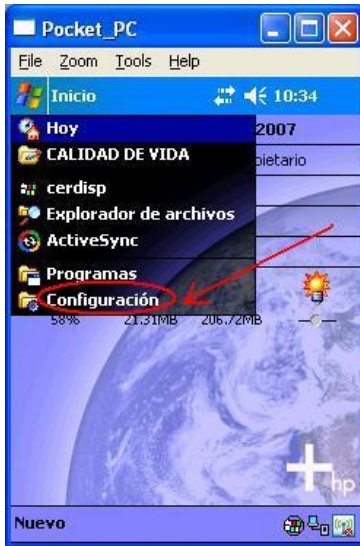 Pocket_PC
File Zoom Tools Help
Inicio 10:34
Hoy 2007
CALIDAD DE VIDA
pietario
cerdisp
Explorador de archivos
ActiveSync
Programas
Configuración
58% 21.31MB 206.72MB
hp
Nuevo